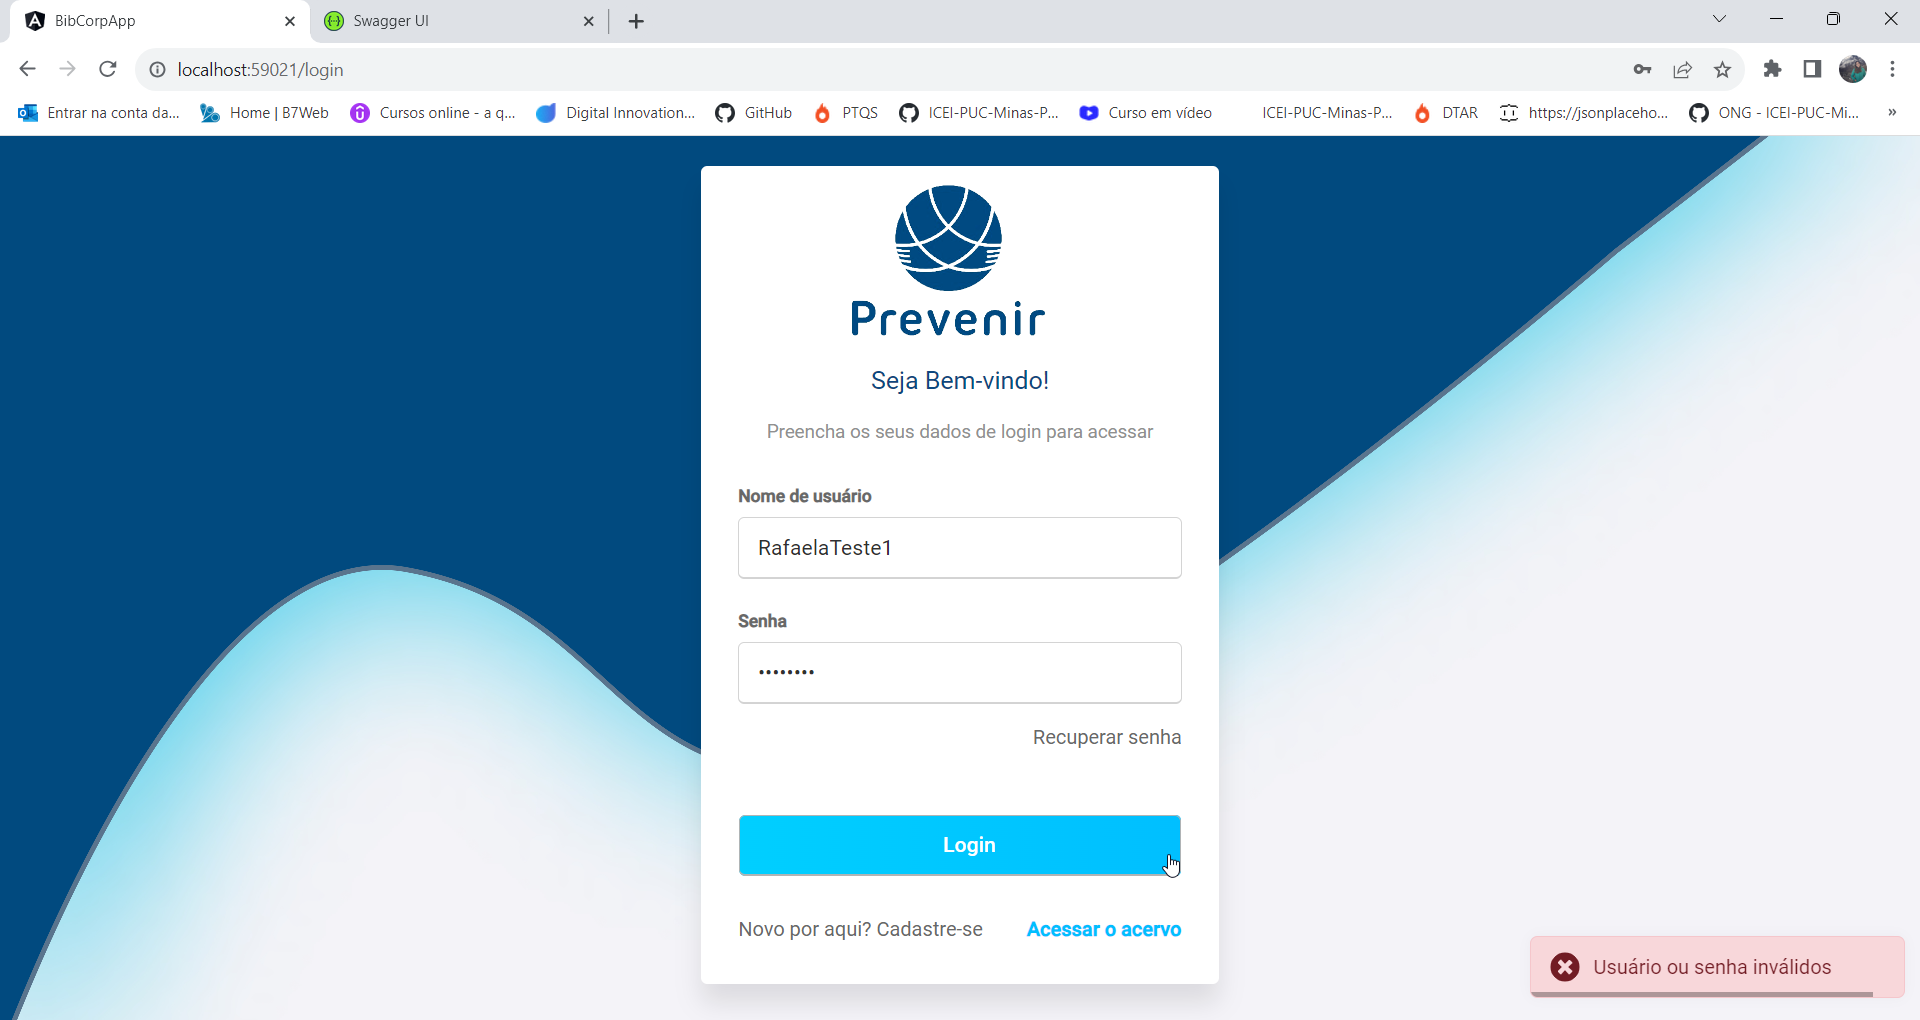 BibCorpApp
Swagger UI
localhost:59021/login
Entrar na conta da...
Home | B7Web
Cursos online - a q...
Digital Innovation...
GitHub
PTQS
ICEI-PUC-Minas-P...
Curso em vídeo
ICEI-PUC-Minas-P...
DTAR
https://jsonplaceho...
ONG - ICEI-PUC-Mi...
»
Prevenir
Seja Bem-vindo!
Preencha os seus dados de login para acessar
Nome de usuário
RafaelaTeste1
Senha
••••••••
Recuperar senha
Login
Novo por aqui? Cadastre-se
Acessar o acervo
Usuário ou senha inválidos